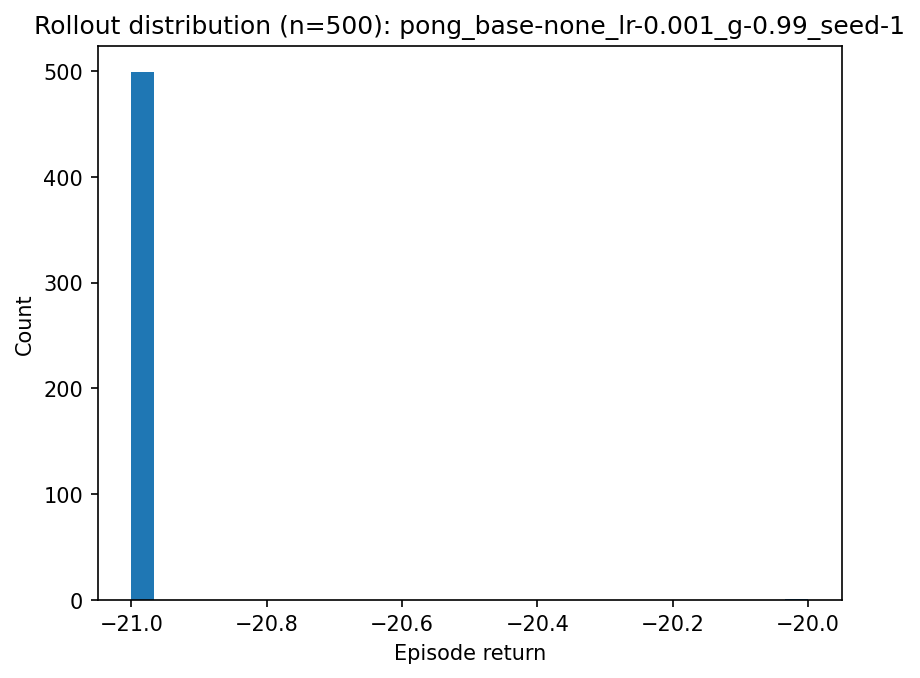 Rollout distribution (n=500): pong_base-none_lr-0.001_g-0.99_seed-1
500
400
300
200
100
0
Count
−21.0 −20.8 −20.6 −20.4 −20.2 −20.0
Episode return